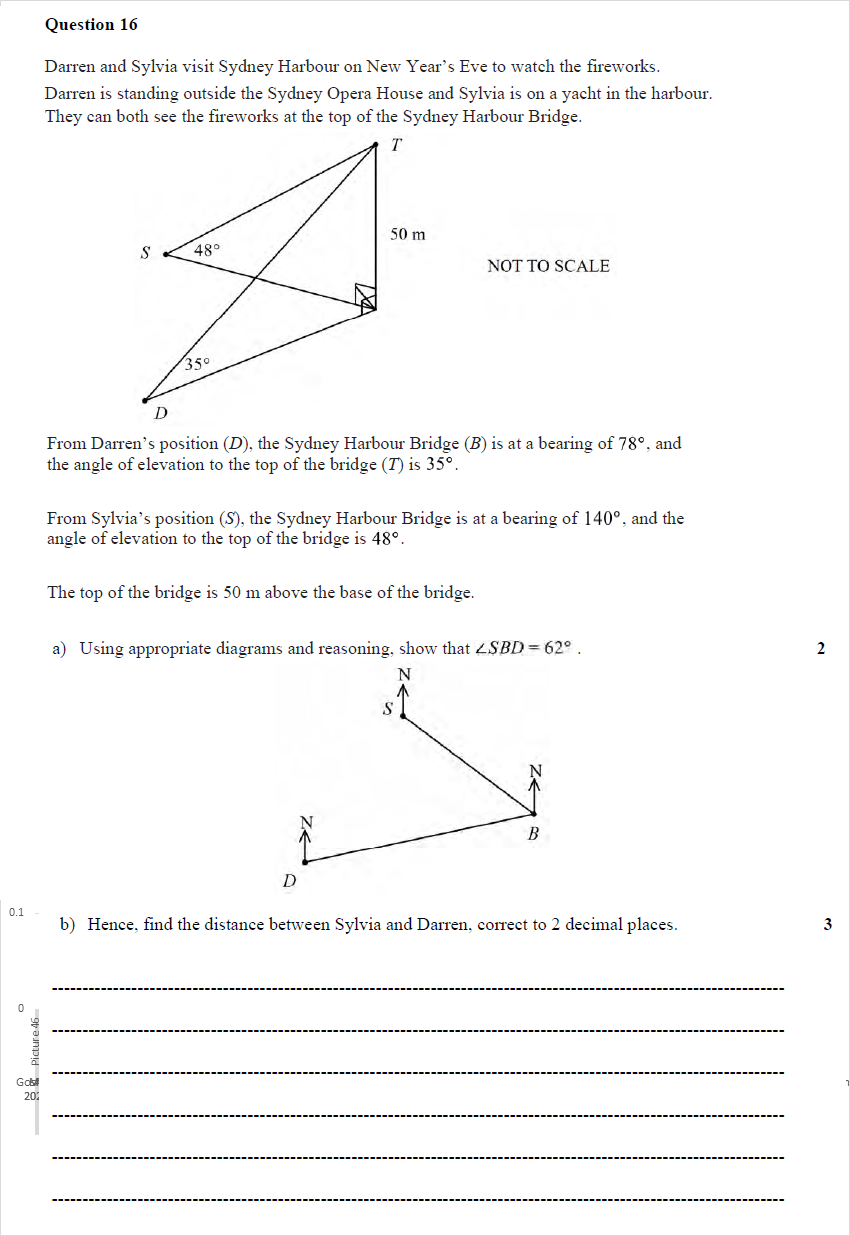 Question 16
Darren and Sylvia visit Sydney Harbour on New Year's Eve to watch the fireworks.
Darren is standing outside the Sydney Opera House and Sylvia is on a yacht in the harbour.
They can both see the fireworks at the top of the Sydney Harbour Bridge.
T
50 m
S
48°
NOT TO SCALE
35°
D
From Darren's position (D), the Sydney Harbour Bridge (B) is at a bearing of 78°, and
the angle of elevation to the top of the bridge (T) is 35°.
From Sylvia's position (S), the Sydney Harbour Bridge is at a bearing of 140°, and the
angle of elevation to the top of the bridge is 48°.
The top of the bridge is 50 m above the base of the bridge.
a) Using appropriate diagrams and reasoning, show that ∠SBD = 62° . 2
N
S
N
B
N
D
0.1
b) Hence, find the distance between Sylvia and Darren, correct to 2 decimal places. 3
0
Picture 46